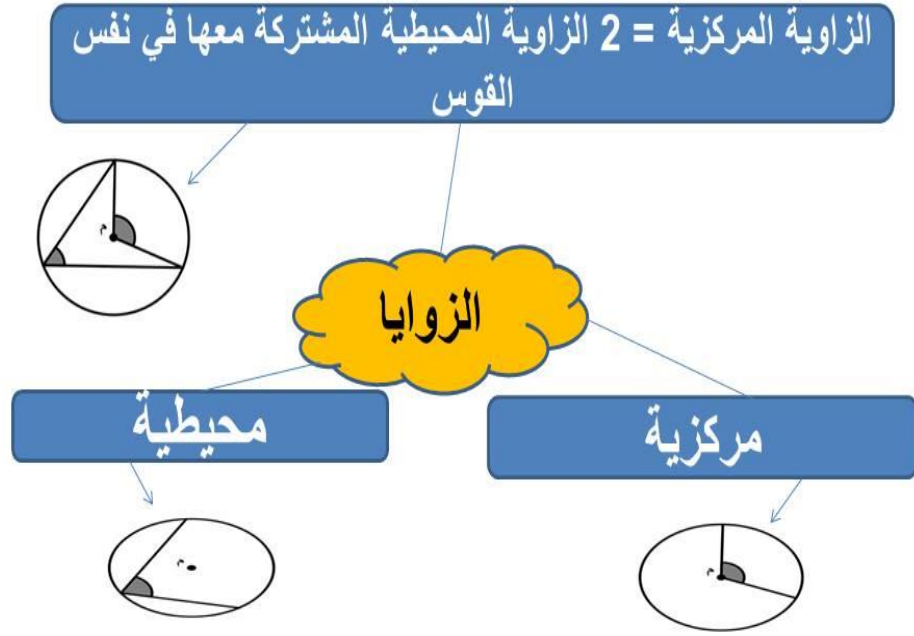 الزاوية المركزية = 2 الزاوية المحيطية المشتركة معها في نفس
القوس
م
الزوايا
مركزية
محيطية
م
م